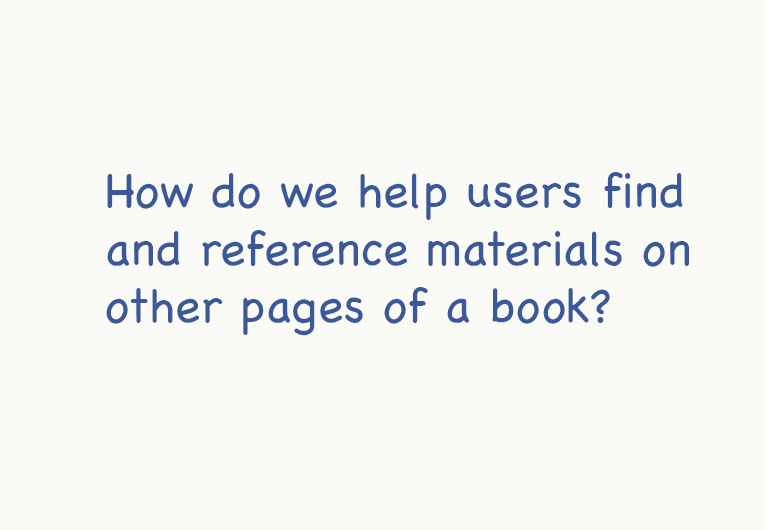 How do we help users find
and reference materials on
other pages of a book?